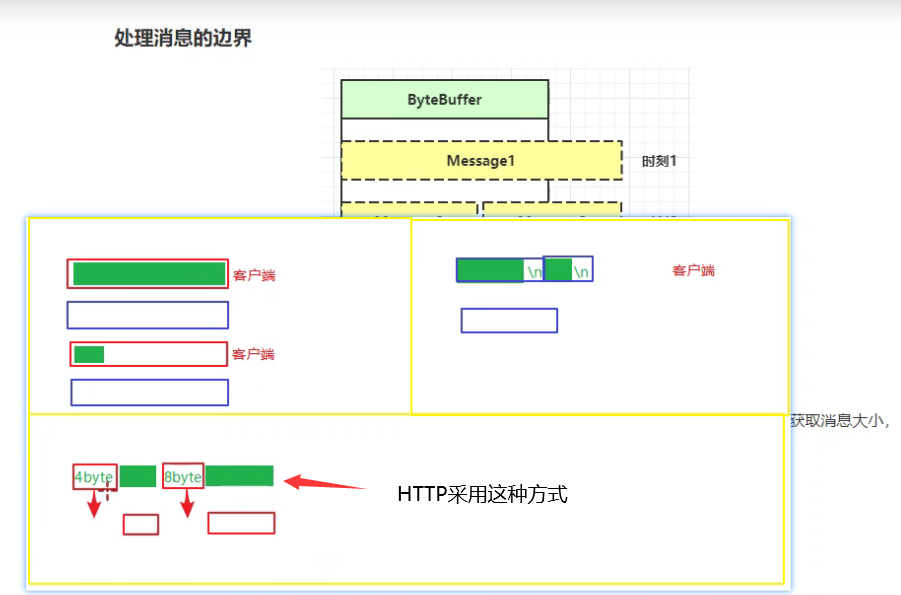 处理消息的边界
ByteBuffer
Message1
时刻1
客户端
客户端
\n
\n
客户端
获取消息大小，
4byte
8byte
HTTP采用这种方式